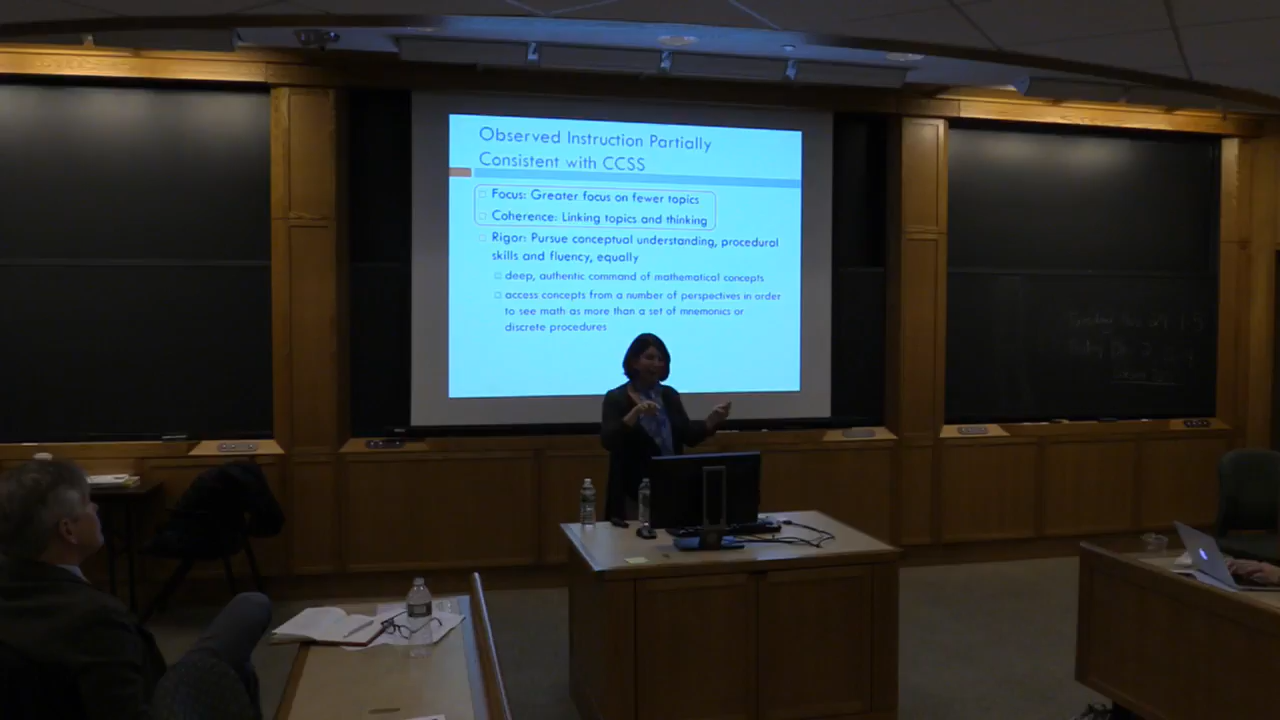 Observed Instruction Partially
Consistent with CCSS
Focus: Greater focus on fewer topics
Coherence: Linking topics and thinking
Rigor: Pursue conceptual understanding, procedural
skills and fluency, equally
deep, authentic command of mathematical concepts
access concepts from a number of perspectives in order
to see math as more than a set of mnemonics or
discrete procedures